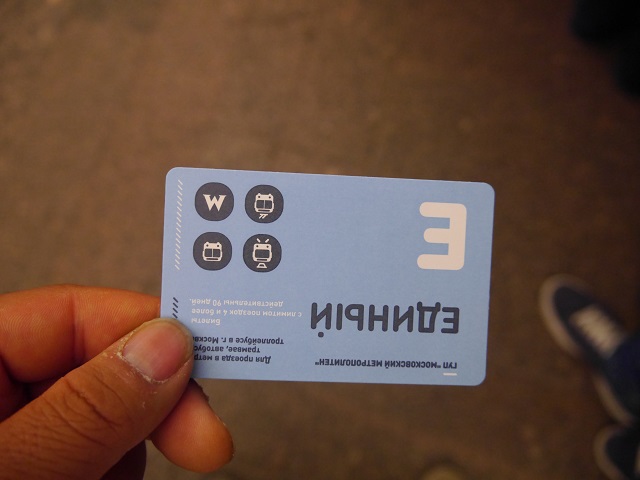 ГУП "МОСКОВСКИЙ МЕТРОПОЛИТЕН"
ЕДИНЫЙ
Е
Для проезда в
трамвае,
троллейбусе в г.
Билеты
с лимитом поездок 4 и более
действительны 90 дней.
М